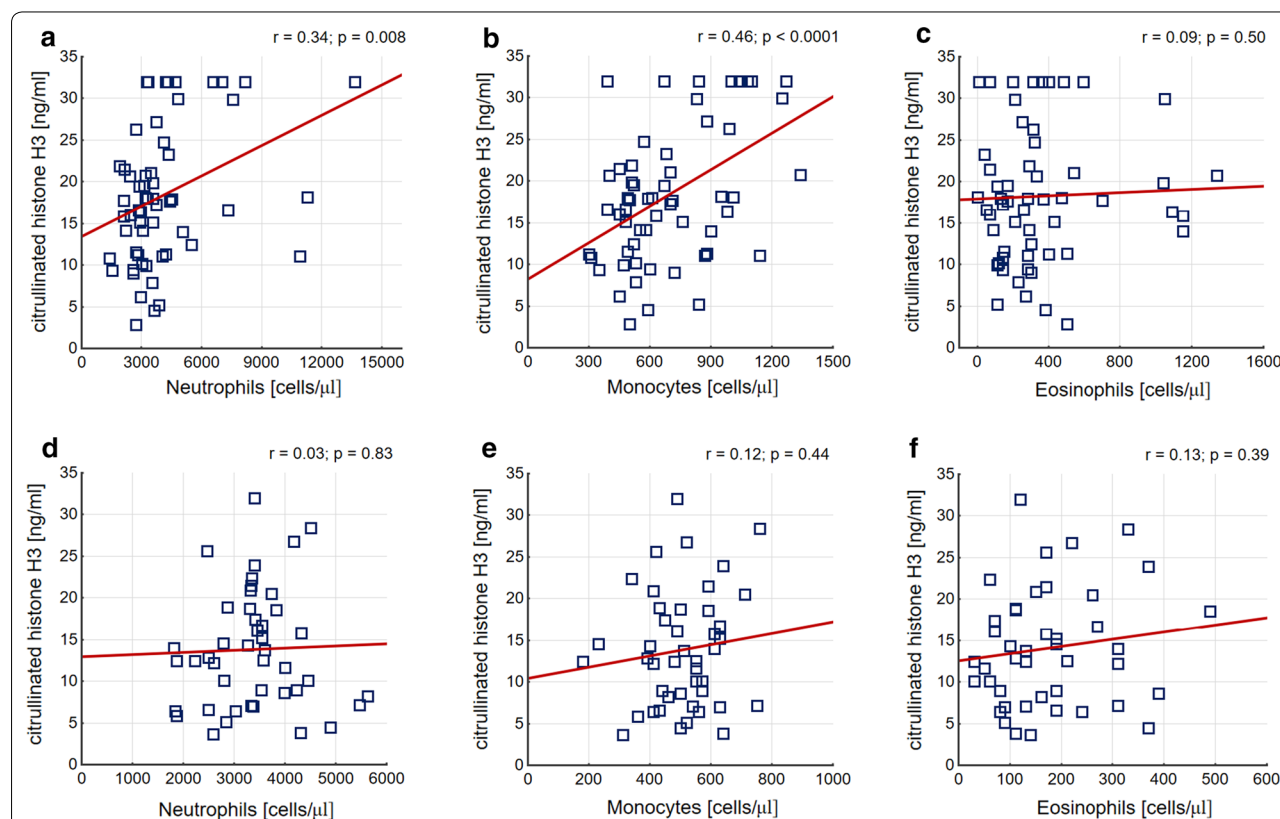 a
r = 0.34; p = 0.008
citrullinated histone H3 [ng/ml]
35
30
25
20
15
10
5
0
0 3000 6000 9000 12000 15000
Neutrophils [cells/μl]
b
r = 0.46; p < 0.0001
citrullinated histone H3 [ng/ml]
35
30
25
20
15
10
5
0
0 300 600 900 1200 1500
Monocytes [cells/μl]
c
r = 0.09; p = 0.50
citrullinated histone H3 [ng/ml]
35
30
25
20
15
10
5
0
0 400 800 1200 1600
Eosinophils [cells/μl]
d
r = 0.03; p = 0.83
citrullinated histone H3 [ng/ml]
35
30
25
20
15
10
5
0
0 1000 2000 3000 4000 5000 6000
Neutrophils [cells/μl]
e
r = 0.12; p = 0.44
citrullinated histone H3 [ng/ml]
35
30
25
20
15
10
5
0
0 200 400 600 800 1000
Monocytes [cells/μl]
f
r = 0.13; p = 0.39
citrullinated histone H3 [ng/ml]
35
30
25
20
15
10
5
0
0 100 200 300 400 500 600
Eosinophils [cells/μl]